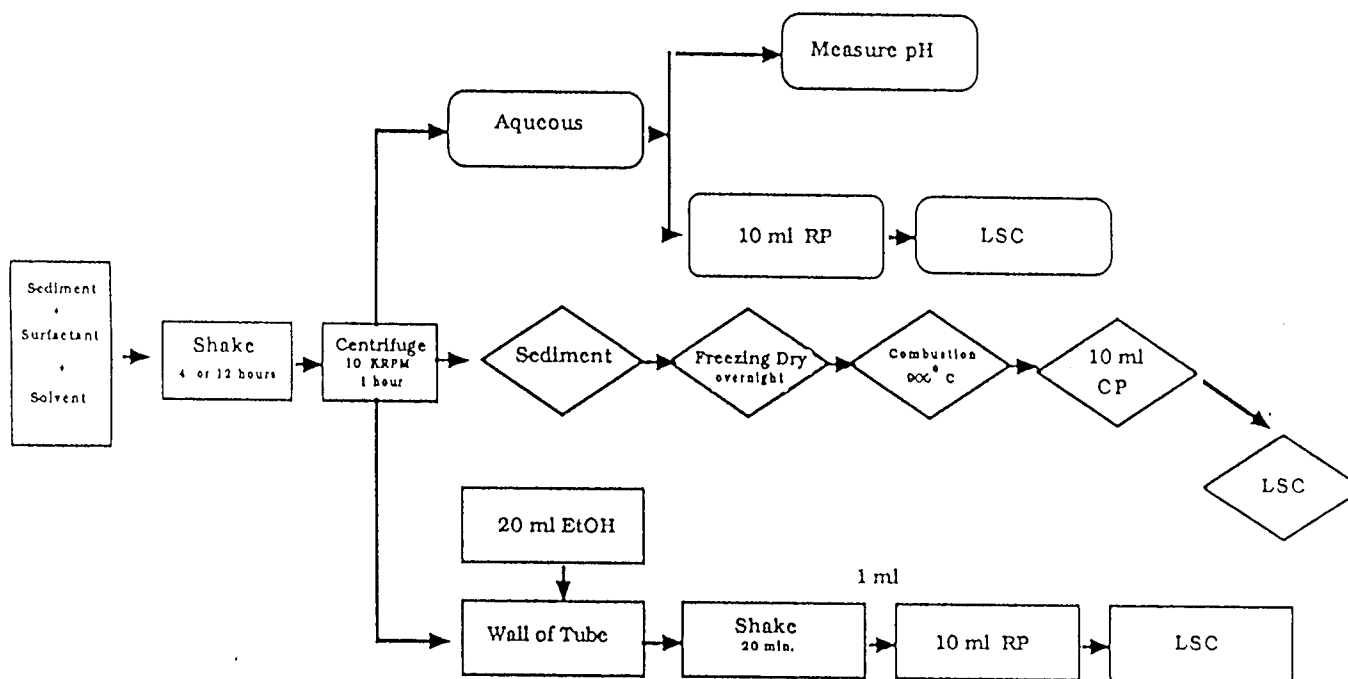 Measure pH
Aqueous
10 ml RP
LSC
Sediment
+
Surfactant
+
Solvent
Shake
4 or 12 hours
Centrifuge
10 KRPM
1 hour
Sediment
Freezing Dry
overnight
Combustion
900° C
10 ml
CP
LSC
20 ml EtOH
1 ml
Wall of Tube
Shake
20 min.
10 ml RP
LSC